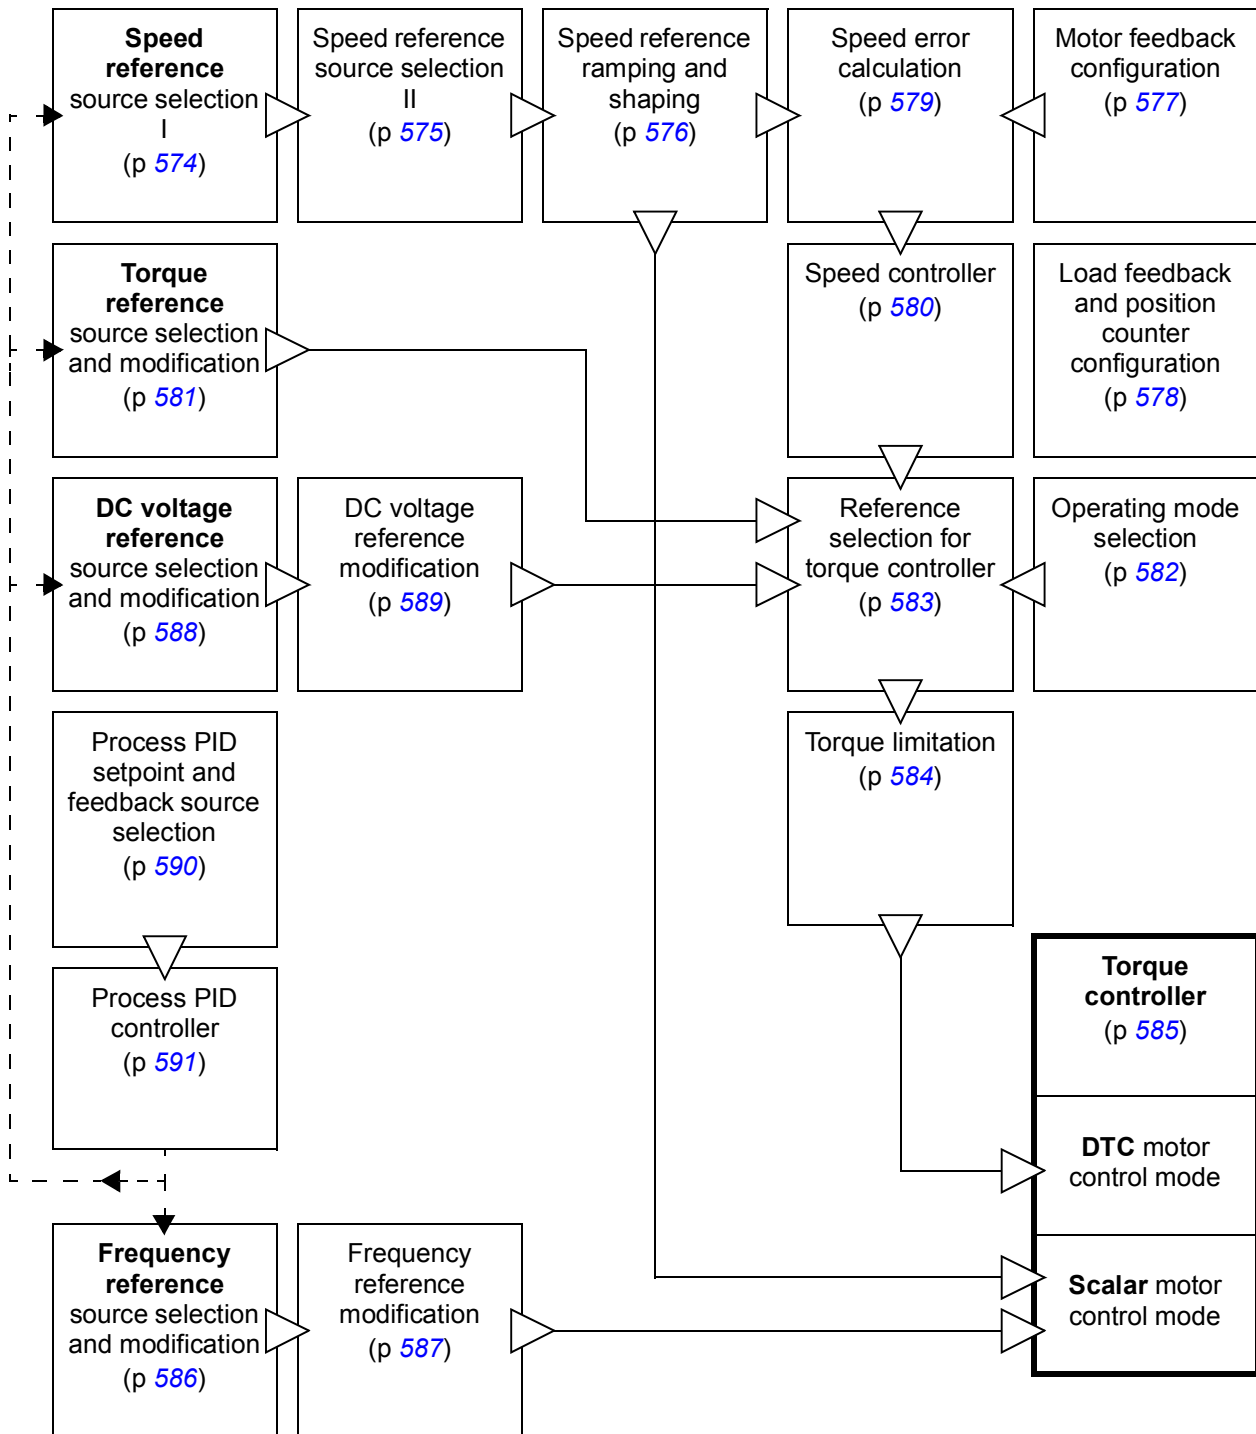 Speed
reference
source selection
I
(p 574)
Speed reference
source selection
II
(p 575)
Speed reference
ramping and
shaping
(p 576)
Speed error
calculation
(p 579)
Motor feedback
configuration
(p 577)
Torque
reference
source selection
and modification
(p 581)
Speed controller
(p 580)
Load feedback
and position
counter
configuration
(p 578)
DC voltage
reference
source selection
and modification
(p 588)
DC voltage
reference
modification
(p 589)
Reference
selection for
torque controller
(p 583)
Operating mode
selection
(p 582)
Process PID
setpoint and
feedback source
selection
(p 590)
Torque limitation
(p 584)
Process PID
controller
(p 591)
Torque
controller
(p 585)
DTC motor
control mode
Scalar motor
control mode
Frequency
reference
source selection
and modification
(p 586)
Frequency
reference
modification
(p 587)